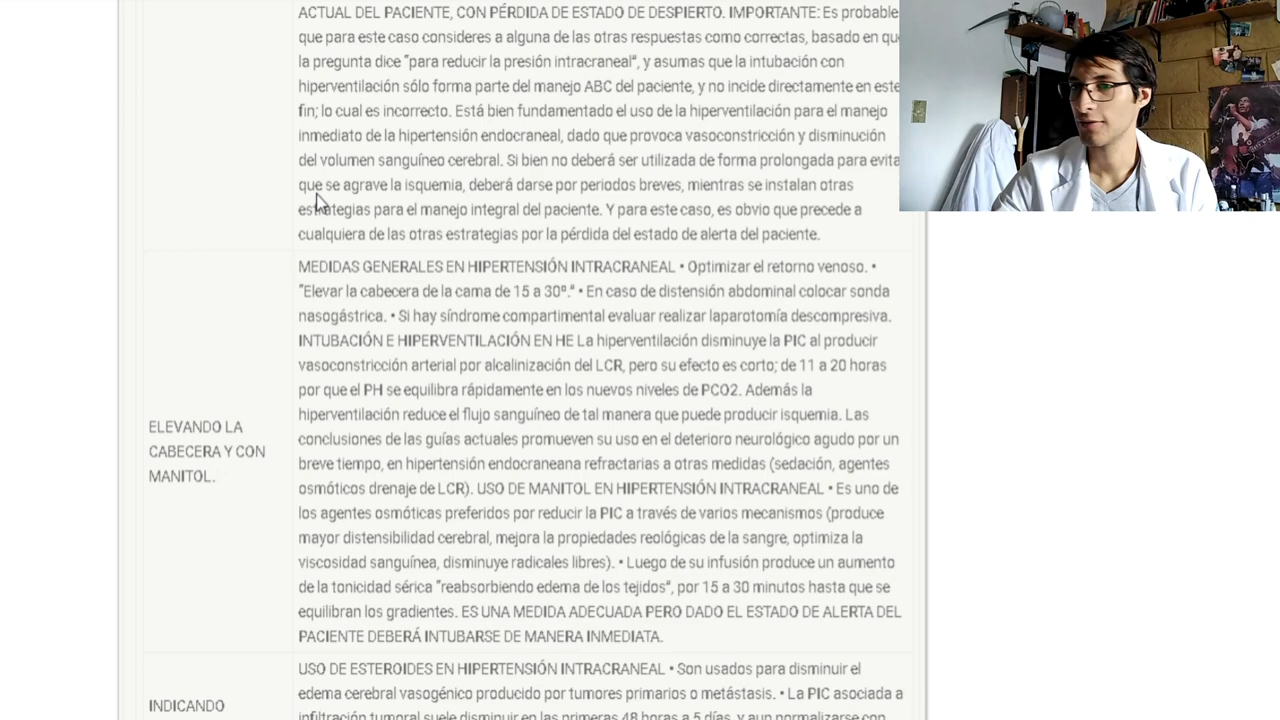 ACTUAL DEL PACIENTE, CON PÉRDIDA DE ESTADO DE DESPIERTO. IMPORTANTE: Es probable
que para este caso consideres a alguna de las otras respuestas como correctas, basado en que
la pregunta dice "para reducir la presión intracraneal", y asumas que la intubación con
hiperventilación sólo forma parte del manejo ABC del paciente, y no incide directamente en este
fin; lo cual es incorrecto. Está bien fundamentado el uso de la hiperventilación para el manejo
inmediato de la hipertensión endocraneal, dado que provoca vasoconstricción y disminución
del volumen sanguíneo cerebral. Si bien no deberá ser utilizada de forma prolongada para evita
que se agrave la isquemia, deberá darse por periodos breves, mientras se instalan otras
estrategias para el manejo integral del paciente. Y para este caso, es obvio que precede a
cualquiera de las otras estrategias por la pérdida del estado de alerta del paciente.
ELEVANDO LA
CABECERA Y CON
MANITOL.
MEDIDAS GENERALES EN HIPERTENSIÓN INTRACRANEAL • Optimizar el retorno venoso. •
"Elevar la cabecera de la cama de 15 a 30º." • En caso de distensión abdominal colocar sonda
nasogástrica. • Si hay síndrome compartimental evaluar realizar laparotomía descompresiva.
INTUBACIÓN E HIPERVENTILACIÓN EN HE La hiperventilación disminuye la PIC al producir
vasoconstricción arterial por alcalinización del LCR, pero su efecto es corto; de 11 a 20 horas
por que el PH se equilibra rápidamente en los nuevos niveles de PCO2. Además la
hiperventilación reduce el flujo sanguíneo de tal manera que puede producir isquemia. Las
conclusiones de las guías actuales promueven su uso en el deterioro neurológico agudo por un
breve tiempo, en hipertensión endocraneana refractarias a otras medidas (sedación, agentes
osmóticos drenaje de LCR). USO DE MANITOL EN HIPERTENSIÓN INTRACRANEAL • Es uno de
los agentes osmóticas preferidos por reducir la PIC a través de varios mecanismos (produce
mayor distensibilidad cerebral, mejora la propiedades reológicas de la sangre, optimiza la
viscosidad sanguínea, disminuye radicales libres). • Luego de su infusión produce un aumento
de la tonicidad sérica "reabsorbiendo edema de los tejidos", por 15 a 30 minutos hasta que se
equilibran los gradientes. ES UNA MEDIDA ADECUADA PERO DADO EL ESTADO DE ALERTA DEL
PACIENTE DEBERÁ INTUBARSE DE MANERA INMEDIATA.
INDICANDO
USO DE ESTEROIDES EN HIPERTENSIÓN INTRACRANEAL • Son usados para disminuir el
edema cerebral vasogénico producido por tumores primarios o metástasis. • La PIC asociada a
infiltración tumoral suele disminuir en las primeras 48 horas a 5 días, y aun normalizarse con